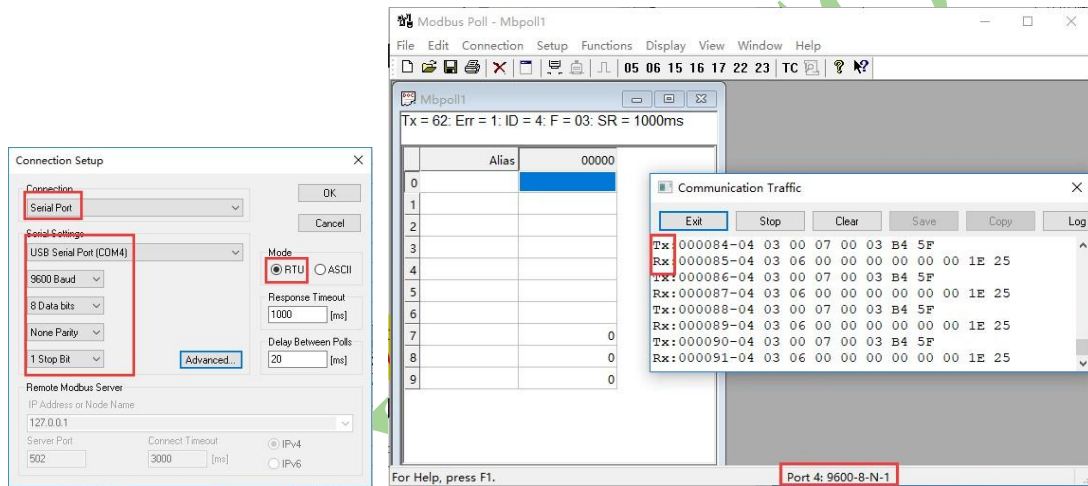 Connection Setup
Connection
Serial Port
OK
Cancel
Serial Settings
USB Serial Port (COM4)
9600 Baud
8 Data bits
None Parity
1 Stop Bit
Advanced...
Mode
RTU
ASCII
Response Timeout
1000 [ms]
Delay Between Polls
20 [ms]
Remote Modbus Server
IP Address or Node Name
127.0.0.1
Server Port
Connect Timeout
502
3000 [ms]
IPv4
IPv6
Modbus Poll - Mbpoll1
File Edit Connection Setup Functions Display View Window Help
05 06 15 16 17 22 23 TC
Mbpoll1
Tx = 62: Err = 1: ID = 4: F = 03: SR = 1000ms
Alias 00000
0
1
2
3
4
5
6
7 0
8 0
9 0
For Help, press F1.
Port 4: 9600-8-N-1
Communication Traffic
Exit Stop Clear Save Copy Log
Tx:000084-04 03 00 07 00 03 B4 5F
Rx:000085-04 03 06 00 00 00 00 00 00 1E 25
Tx:000086-04 03 00 07 00 03 B4 5F
Rx:000087-04 03 06 00 00 00 00 00 00 1E 25
Tx:000088-04 03 00 07 00 03 B4 5F
Rx:000089-04 03 06 00 00 00 00 00 00 1E 25
Tx:000090-04 03 00 07 00 03 B4 5F
Rx:000091-04 03 06 00 00 00 00 00 00 1E 25